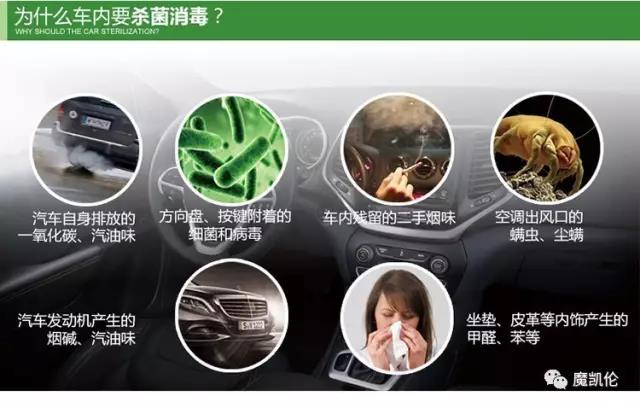 为什么车内要杀菌消毒？
WHY SHOULD THE CAR STERILIZATION?
汽车自身排放的
一氧化碳、汽油味
方向盘、按键附着的
细菌和病毒
车内残留的二手烟味
空调出风口的
螨虫、尘螨
汽车发动机产生的
烟碱、汽油味
坐垫、皮革等内饰产生的
甲醛、苯等
魔凯伦